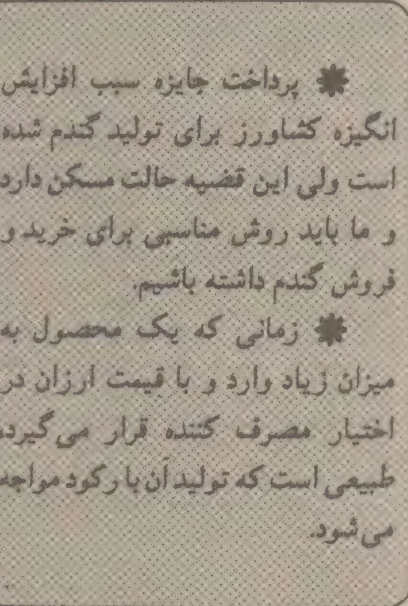 ✱ پرداخت جایزه سبب افزایش
انگیزه کشاورز برای تولید گندم شده
است ولی این قضیه حالت مسکن دارد
و ما باید روش مناسبی برای خرید و
فروش گندم داشته باشیم.
✱ زمانی که یک محصول به
میزان زیاد وارد و با قیمت ارزان در
اختیار مصرف کننده قرار می‌گیرد،
طبیعی است که تولید آن با رکود مواجه
می‌شود.